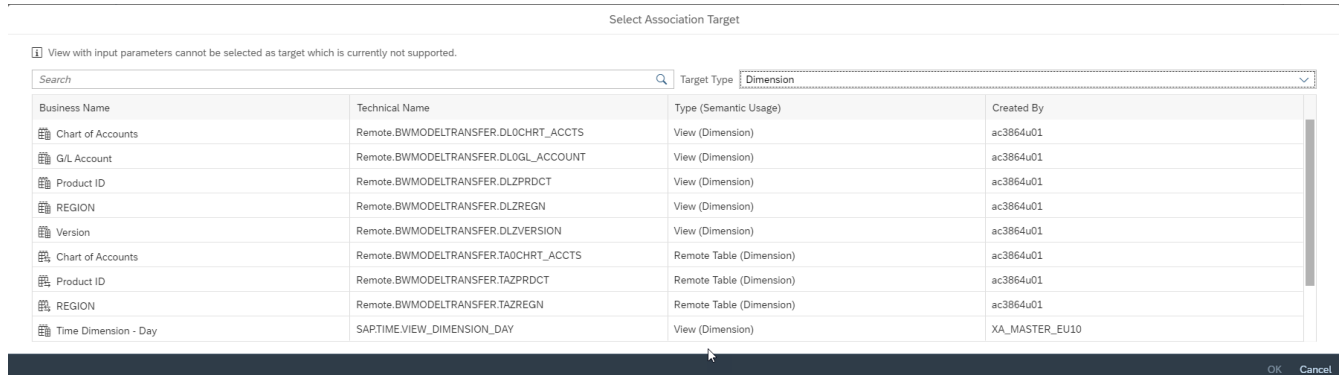 Select Association Target
i View with input parameters cannot be selected as target which is currently not supported.
Search Target Type Dimension
Business Name Technical Name Type (Semantic Usage) Created By
Chart of Accounts Remote.BWMODELTRANSFER.DL0CHRT_ACCTS View (Dimension) ac3864u01
G/L Account Remote.BWMODELTRANSFER.DL0GL_ACCOUNT View (Dimension) ac3864u01
Product ID Remote.BWMODELTRANSFER.DLZPRDCT View (Dimension) ac3864u01
REGION Remote.BWMODELTRANSFER.DLZREGN View (Dimension) ac3864u01
Version Remote.BWMODELTRANSFER.DLZVERSION View (Dimension) ac3864u01
Chart of Accounts Remote.BWMODELTRANSFER.TA0CHRT_ACCTS Remote Table (Dimension) ac3864u01
Product ID Remote.BWMODELTRANSFER.TAZPRDCT Remote Table (Dimension) ac3864u01
REGION Remote.BWMODELTRANSFER.TAZREGN Remote Table (Dimension) ac3864u01
Time Dimension - Day SAP.TIME.VIEW_DIMENSION_DAY View (Dimension) XA_MASTER_EU10
OK Cancel